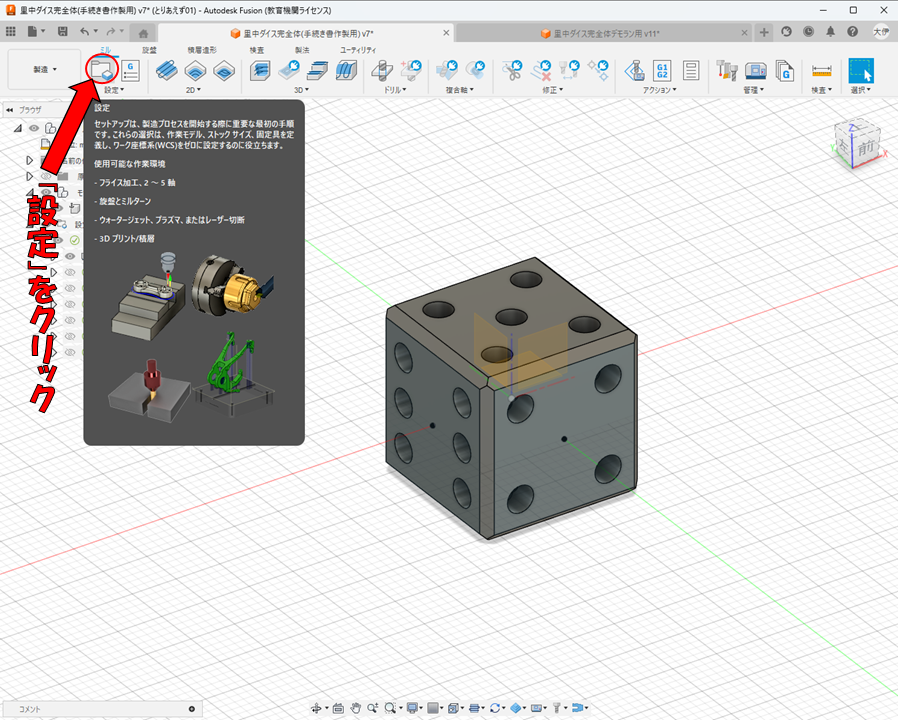 里中ダイス完全体(手続き書作製用) v7* (とりあえず01) - Autodesk Fusion (教育機関ライセンス)
里中ダイス完全体(手続き書作製用) v7*
里中ダイス完全体デモラン用 v11*
ミル
旋盤
積層造形
検査
製法
ユーティリティ
製造
G
G1
G2
G
設定
2D
3D
ドリル
複合軸
修正
アクション
管理
検査
選択
ブラウザ
設定
セットアップは、製造プロセスを開始する際に重要な最初の手順
です。これらの選択は、作業モデル、ストック サイズ、固定具を定
義し、ワーク座標系(WCS)をゼロに設定するのに役立ちます。
使用可能な作業環境
- フライス加工、2 ～ 5 軸
- 旋盤とミルターン
- ウォータージェット、プラズマ、またはレーザー切断
- 3D プリント/積層
「設定」をクリック
Z
左
前
X
コメント